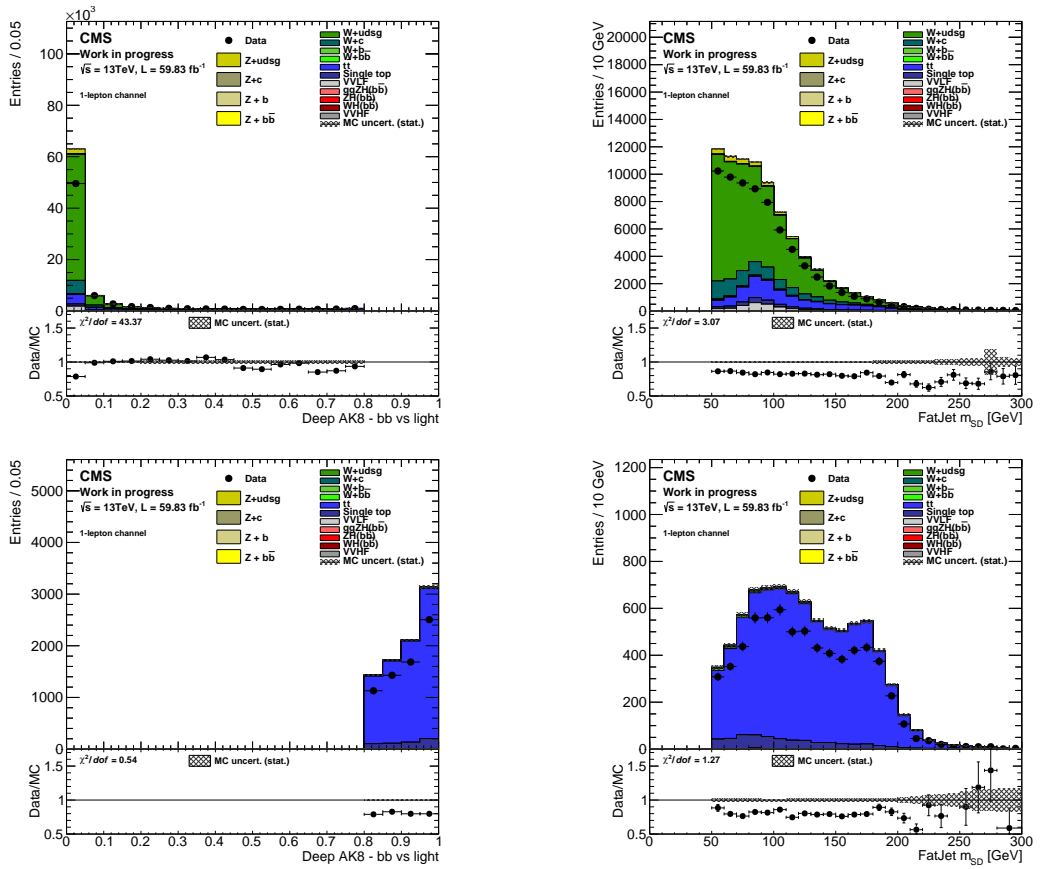 ×10³
Entries / 0.05
CMS
Work in progress
√s = 13TeV, L = 59.83 fb⁻¹
1-lepton channel
Data
Z+udsg
Z+c
Z + b
Z + bb̅
W+udsg
W+c
W+b
W+bb̅
tt̅
Single top
VVLF
ggZH(bb̅)
ZH(bb̅)
WH(bb̅)
VVHF
MC uncert. (stat.)
100
80
60
40
20
0
χ²/dof = 43.37
MC uncert. (stat.)
Data/MC
1.5
1
0.5
0 0.1 0.2 0.3 0.4 0.5 0.6 0.7 0.8 0.9 1
Deep AK8 - bb vs light
Entries / 10 GeV
CMS
Work in progress
√s = 13TeV, L = 59.83 fb⁻¹
1-lepton channel
Data
Z+udsg
Z+c
Z + b
Z + bb̅
W+udsg
W+c
W+b
W+bb̅
tt̅
Single top
VVLF
ggZH(bb̅)
ZH(bb̅)
WH(bb̅)
VVHF
MC uncert. (stat.)
20000
18000
16000
14000
12000
10000
8000
6000
4000
2000
0
χ²/dof = 3.07
MC uncert. (stat.)
Data/MC
1.5
1
0.5
0 50 100 150 200 250 300
FatJet m_SD [GeV]
Entries / 0.05
CMS
Work in progress
√s = 13TeV, L = 59.83 fb⁻¹
1-lepton channel
Data
Z+udsg
Z+c
Z + b
Z + bb̅
W+udsg
W+c
W+b
W+bb̅
tt̅
Single top
VVLF
ggZH(bb̅)
ZH(bb̅)
WH(bb̅)
VVHF
MC uncert. (stat.)
5000
4000
3000
2000
1000
0
χ²/dof = 0.54
MC uncert. (stat.)
Data/MC
1.5
1
0.5
0 0.1 0.2 0.3 0.4 0.5 0.6 0.7 0.8 0.9 1
Deep AK8 - bb vs light
Entries / 10 GeV
CMS
Work in progress
√s = 13TeV, L = 59.83 fb⁻¹
1-lepton channel
Data
Z+udsg
Z+c
Z + b
Z + bb̅
W+udsg
W+c
W+b
W+bb̅
tt̅
Single top
VVLF
ggZH(bb̅)
ZH(bb̅)
WH(bb̅)
VVHF
MC uncert. (stat.)
1200
1000
800
600
400
200
0
χ²/dof = 1.27
MC uncert. (stat.)
Data/MC
1.5
1
0.5
0 50 100 150 200 250 300
FatJet m_SD [GeV]